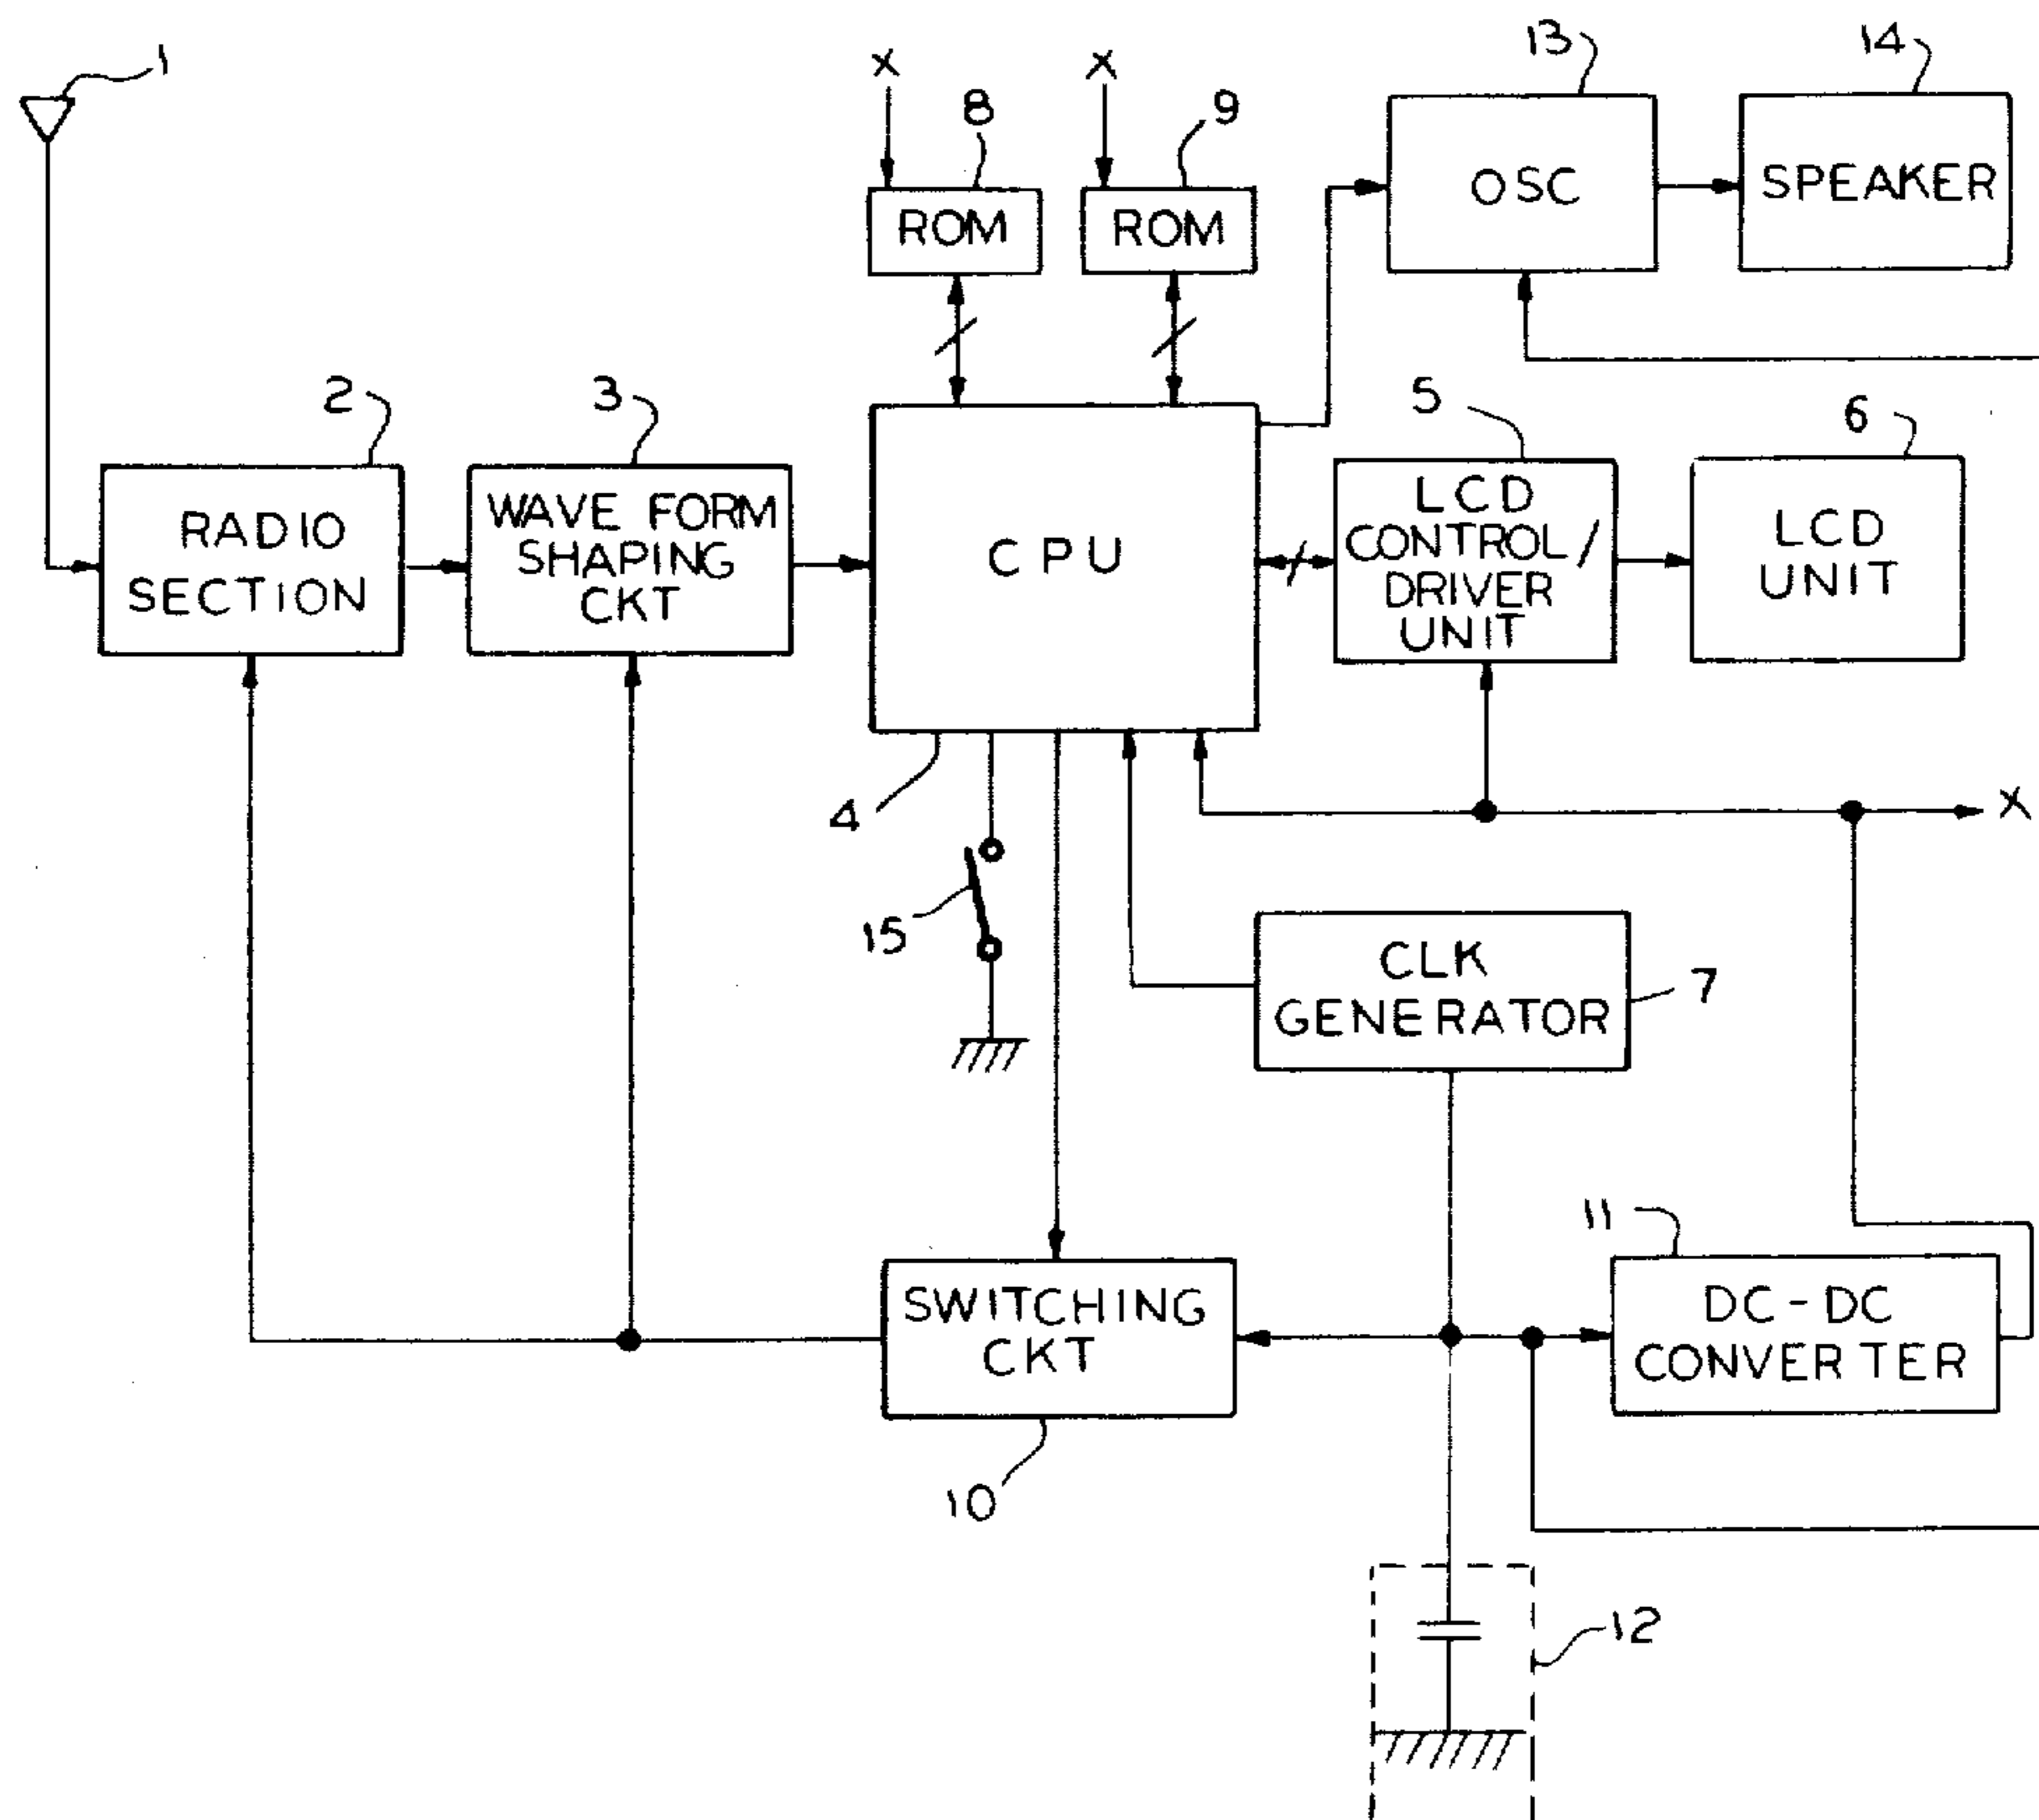 1
X
X
8
9
13
14
ROM
ROM
OSC
SPEAKER
2
3
5
6
RADIO
SECTION
WAVE FORM
SHAPING
CKT
CPU
LCD
CONTROL/
DRIVER
UNIT
LCD
UNIT
4
X
15
CLK
GENERATOR
7
11
SWITCHING
CKT
DC-DC
CONVERTER
10
12